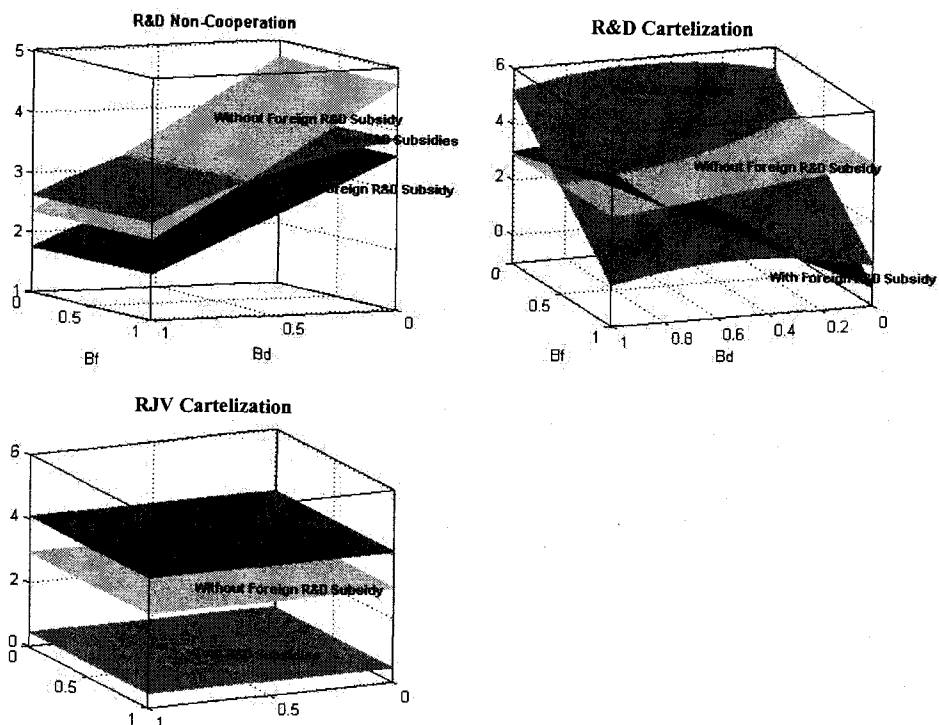 R&D Non-Cooperation
5
4
3
2
1
0
0.5
1
1
0.5
0
Bf
Bd
Without Foreign R&D Subsidy
R&D Subsidies
Foreign R&D Subsidy
R&D Cartelization
6
4
2
0
0
0.5
1
1
0.8
0.6
0.4
0.2
0
Bf
Bd
Without Foreign R&D Subsidy
With Foreign R&D Subsidy
RJV Cartelization
6
4
2
0
0
0.5
1
1
0.5
0
Without Foreign R&D Subsidy
R&D Subsidies